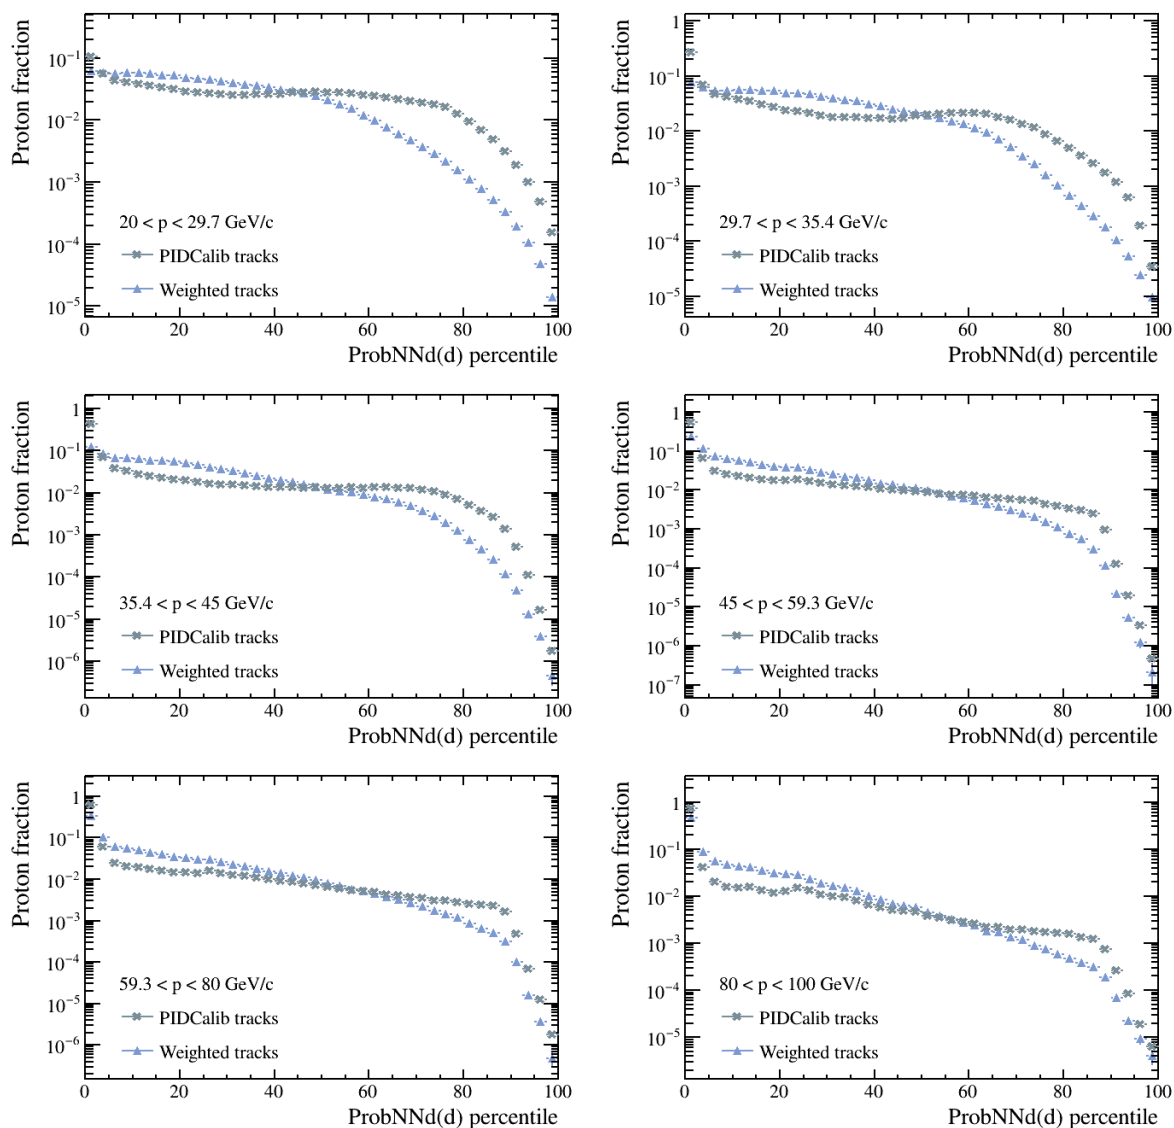 Proton fraction
10⁻¹
10⁻²
10⁻³
10⁻⁴
10⁻⁵
20 < p < 29.7 GeV/c
PIDCalib tracks
Weighted tracks
0 20 40 60 80 100
ProbNNd(d) percentile
Proton fraction
1
10⁻¹
10⁻²
10⁻³
10⁻⁴
10⁻⁵
29.7 < p < 35.4 GeV/c
PIDCalib tracks
Weighted tracks
0 20 40 60 80 100
ProbNNd(d) percentile
Proton fraction
1
10⁻¹
10⁻²
10⁻³
10⁻⁴
10⁻⁵
10⁻⁶
35.4 < p < 45 GeV/c
PIDCalib tracks
Weighted tracks
0 20 40 60 80 100
ProbNNd(d) percentile
Proton fraction
1
10⁻¹
10⁻²
10⁻³
10⁻⁴
10⁻⁵
10⁻⁶
10⁻⁷
45 < p < 59.3 GeV/c
PIDCalib tracks
Weighted tracks
0 20 40 60 80 100
ProbNNd(d) percentile
Proton fraction
1
10⁻¹
10⁻²
10⁻³
10⁻⁴
10⁻⁵
10⁻⁶
59.3 < p < 80 GeV/c
PIDCalib tracks
Weighted tracks
0 20 40 60 80 100
ProbNNd(d) percentile
Proton fraction
1
10⁻¹
10⁻²
10⁻³
10⁻⁴
10⁻⁵
80 < p < 100 GeV/c
PIDCalib tracks
Weighted tracks
0 20 40 60 80 100
ProbNNd(d) percentile